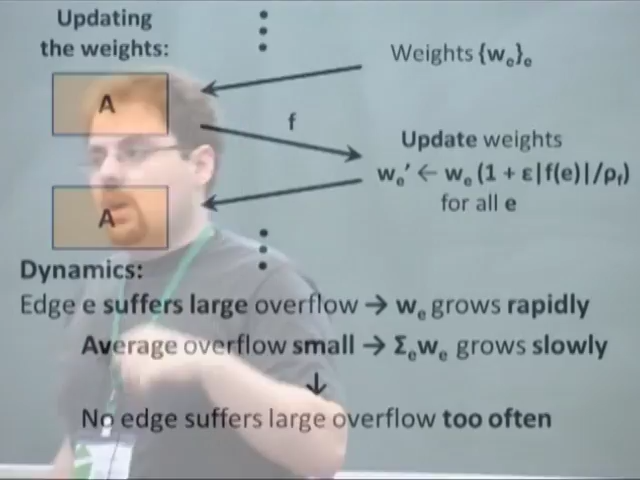 Updating
the weights:
Weights {wₑ}ₑ
A
f
Update weights
wₑ' ← wₑ (1 + ε|f(e)|/ρf)
for all e
A
Dynamics:
Edge e suffers large overflow → wₑ grows rapidly
Average overflow small → Σₑwₑ grows slowly
↓
No edge suffers large overflow too often